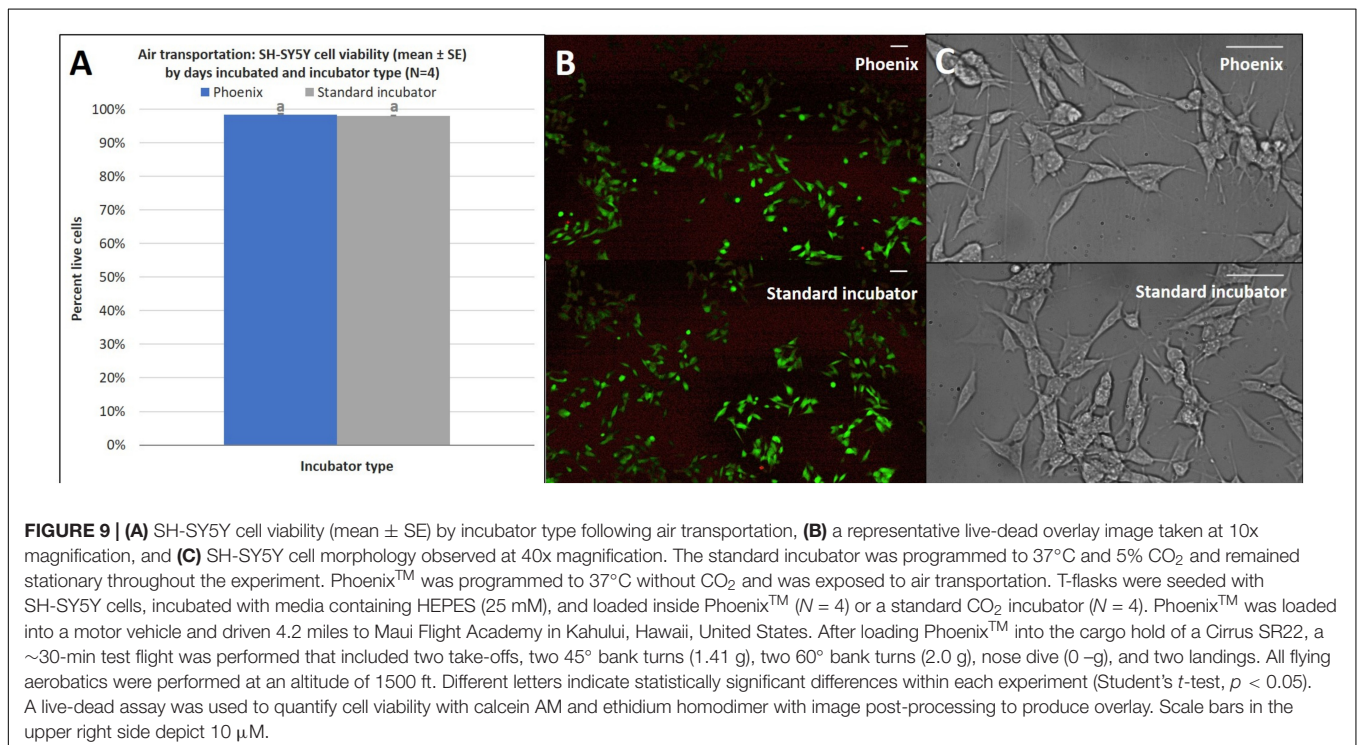 A
Air transportation: SH-SY5Y cell viability (mean ± SE)
by days incubated and incubator type (N=4)
Phoenix
Standard incubator
a
a
100%
90%
80%
70%
60%
50%
40%
30%
20%
10%
0%
Percent live cells
Incubator type
B
Phoenix
Standard incubator
C
Phoenix
Standard incubator
FIGURE 9 | (A) SH-SY5Y cell viability (mean ± SE) by incubator type following air transportation, (B) a representative live-dead overlay image taken at 10x
magnification, and (C) SH-SY5Y cell morphology observed at 40x magnification. The standard incubator was programmed to 37°C and 5% CO₂ and remained
stationary throughout the experiment. Phoenix™ was programmed to 37°C without CO₂ and was exposed to air transportation. T-flasks were seeded with
SH-SY5Y cells, incubated with media containing HEPES (25 mM), and loaded inside Phoenix™ (N = 4) or a standard CO₂ incubator (N = 4). Phoenix™ was loaded
into a motor vehicle and driven 4.2 miles to Maui Flight Academy in Kahului, Hawaii, United States. After loading Phoenix™ into the cargo hold of a Cirrus SR22, a
∼30-min test flight was performed that included two take-offs, two 45° bank turns (1.41 g), two 60° bank turns (2.0 g), nose dive (0 –g), and two landings. All flying
aerobatics were performed at an altitude of 1500 ft. Different letters indicate statistically significant differences within each experiment (Student's t-test, p < 0.05).
A live-dead assay was used to quantify cell viability with calcein AM and ethidium homodimer with image post-processing to produce overlay. Scale bars in the
upper right side depict 10 μM.